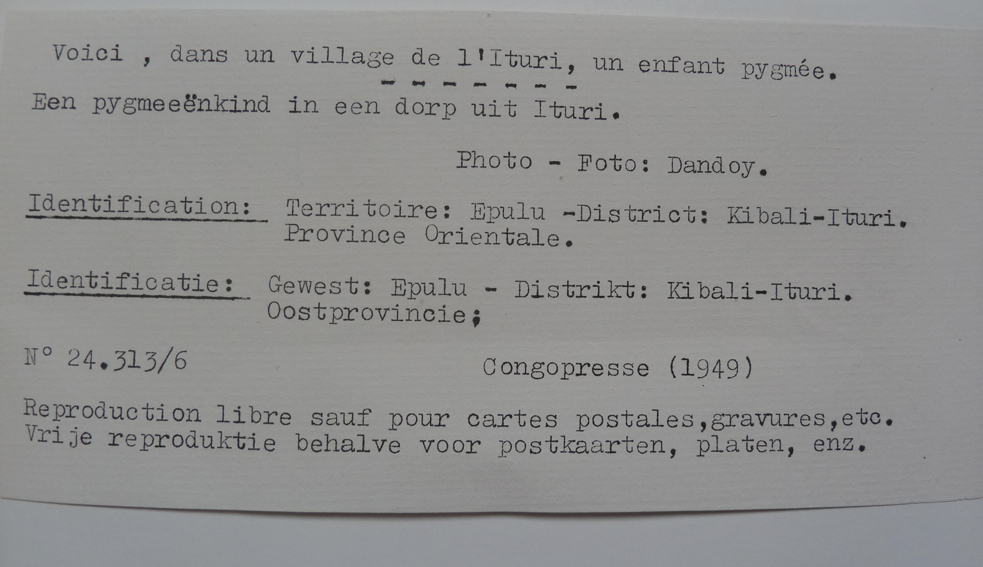 Voici , dans un village de l'Ituri, un enfant pygmée.
- - - - - - -
Een pygmeeënkind in een dorp uit Ituri.
Photo - Foto: Dandoy.
Identification: Territoire: Epulu -District: Kibali-Ituri.
Province Orientale.
Identificatie: Gewest: Epulu - Distrikt: Kibali-Ituri.
Oostprovincie;
N° 24.313/6 Congopresse (1949)
Reproduction libre sauf pour cartes postales,gravures,etc.
Vrije reproduktie behalve voor postkaarten, platen, enz.